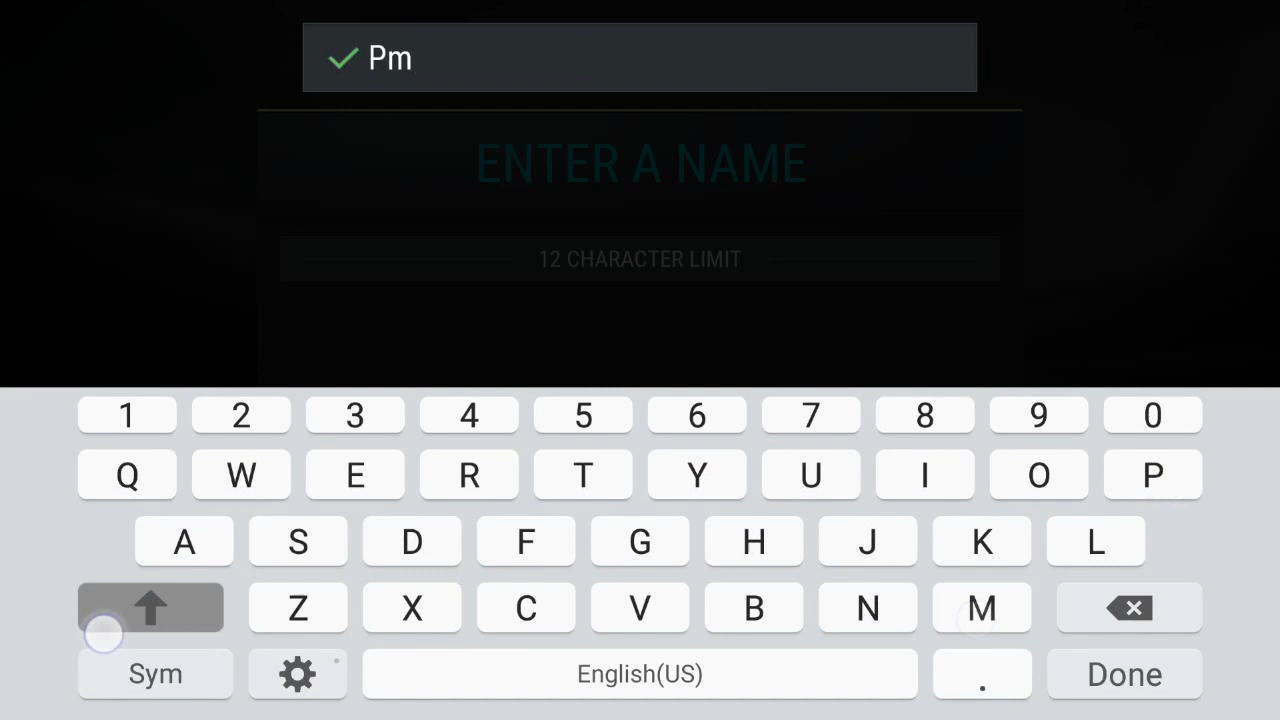 Pm
ENTER A NAME
12 CHARACTER LIMIT
1 2 3 4 5 6 7 8 9 0
Q W E R T Y U I O P
A S D F G H J K L
Z X C V B N M
Sym English(US) . Done